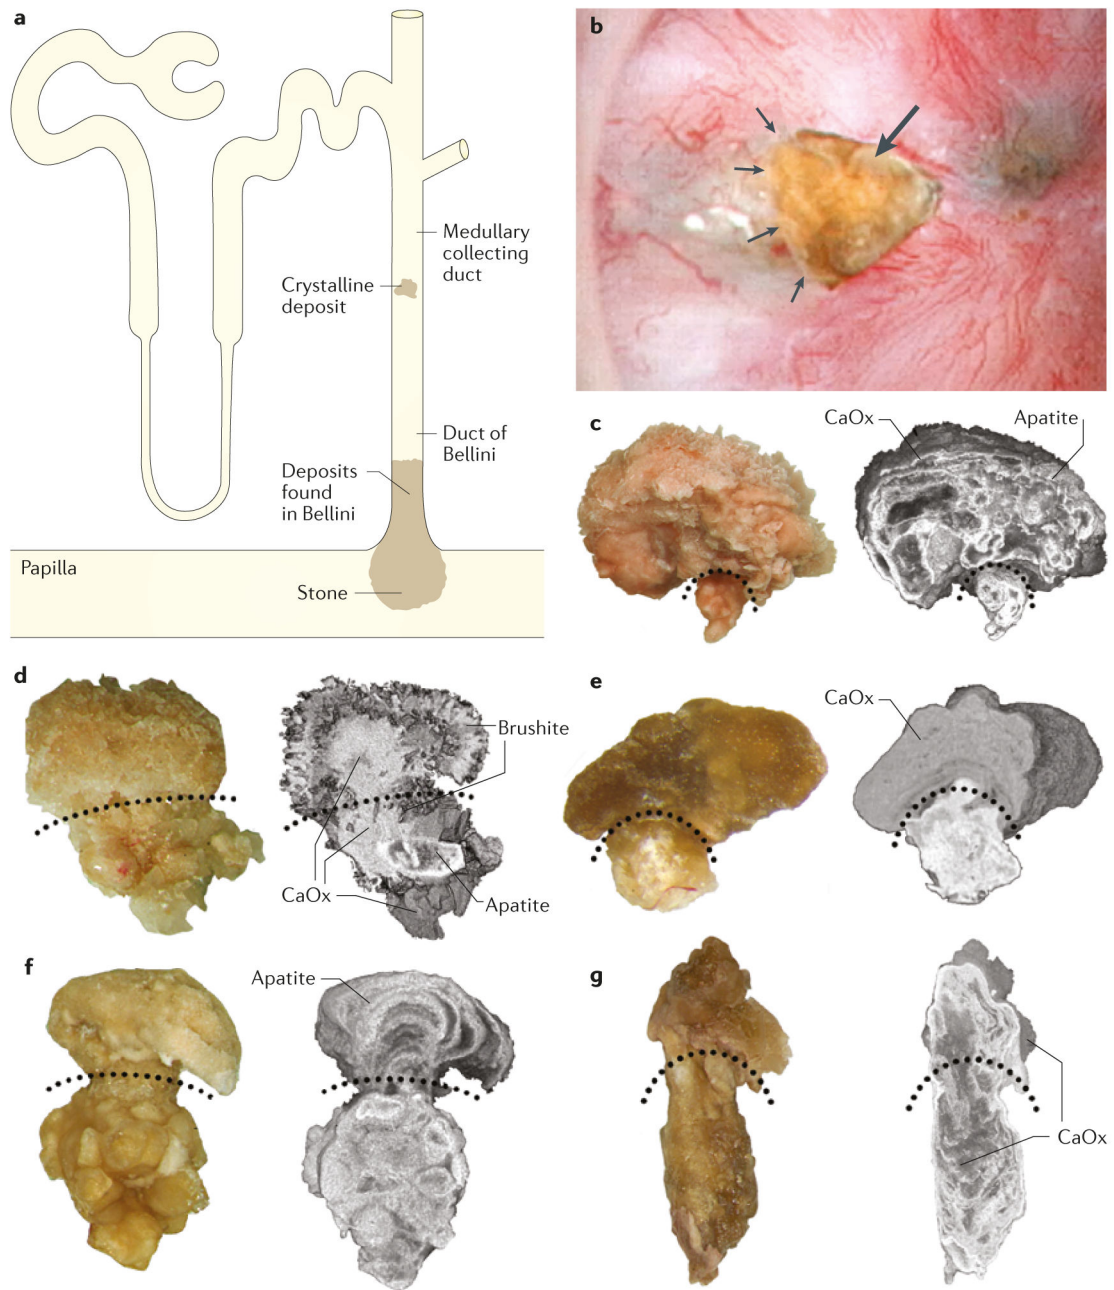 a
Medullary
collecting
duct
Crystalline
deposit
Duct of
Bellini
Deposits
found
in Bellini
Papilla
Stone
b
c
CaOx
Apatite
d
Brushite
CaOx
Apatite
e
CaOx
f
Apatite
g
CaOx